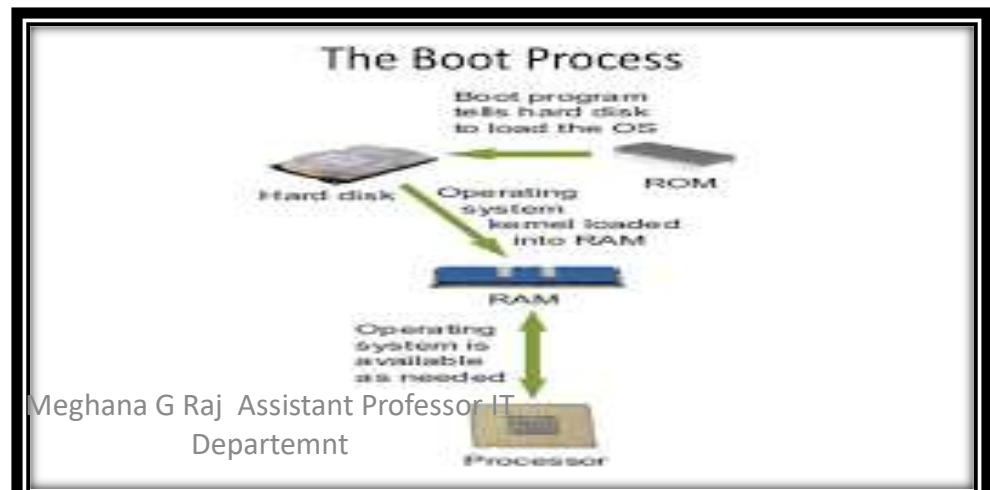 The Boot Process
Boot program
tells hard disk
to load the OS
Hard disk
ROM
Operating
system
kernel loaded
into RAM
RAM
Operating
system is
available
as needed
Meghana G Raj Assistant Professor IT
Departemnt
Processor